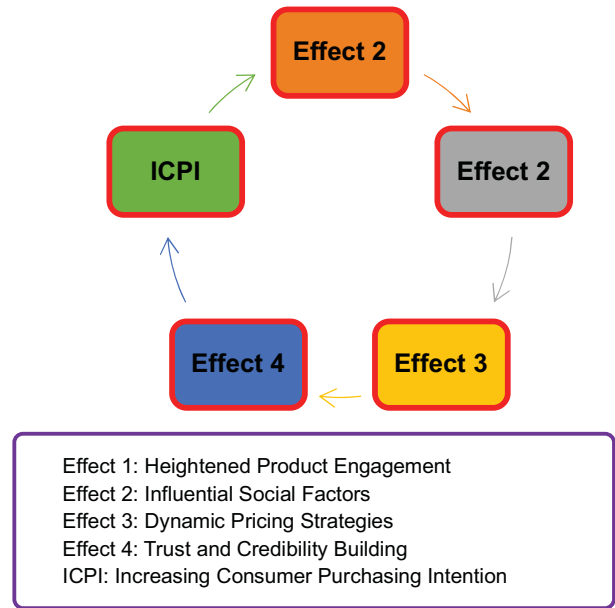 Effect 2
ICPI
Effect 2
Effect 4
Effect 3
Effect 1: Heightened Product Engagement
Effect 2: Influential Social Factors
Effect 3: Dynamic Pricing Strategies
Effect 4: Trust and Credibility Building
ICPI: Increasing Consumer Purchasing Intention